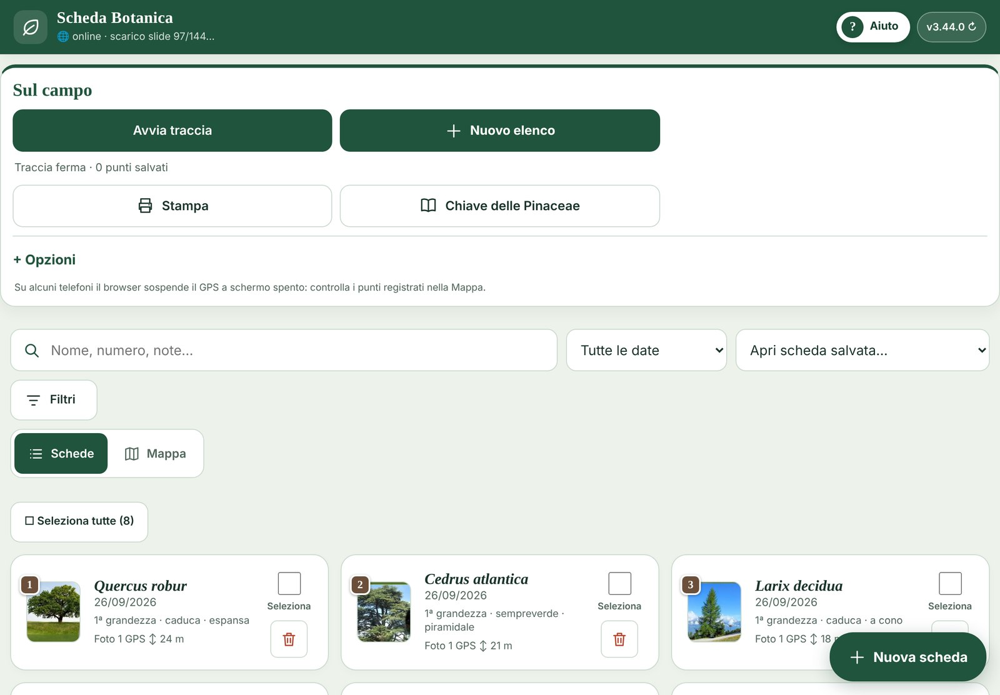 Scheda Botanica
🌐 online · scarico slide 97/144...
? Aiuto
v3.44.0 ↻
Sul campo
Avvia traccia
+ Nuovo elenco
Traccia ferma · 0 punti salvati
Stampa
Chiave delle Pinaceae
+ Opzioni
Su alcuni telefoni il browser sospende il GPS a schermo spento: controlla i punti registrati nella Mappa.
Nome, numero, note...
Tutte le date
Apri scheda salvata...
Filtri
Schede
Mappa
☐ Seleziona tutte (8)
1
Quercus robur
26/09/2026
1ª grandezza · caduca · espansa
Foto 1 GPS ↕ 24 m
Seleziona
2
Cedrus atlantica
26/09/2026
1ª grandezza · sempreverde ·
piramidale
Foto 1 GPS ↕ 21 m
Seleziona
3
Larix decidua
26/09/2026
1ª grandezza · caduca · a cono
Foto 1 GPS ↕ 18
Seleziona
+ Nuova scheda